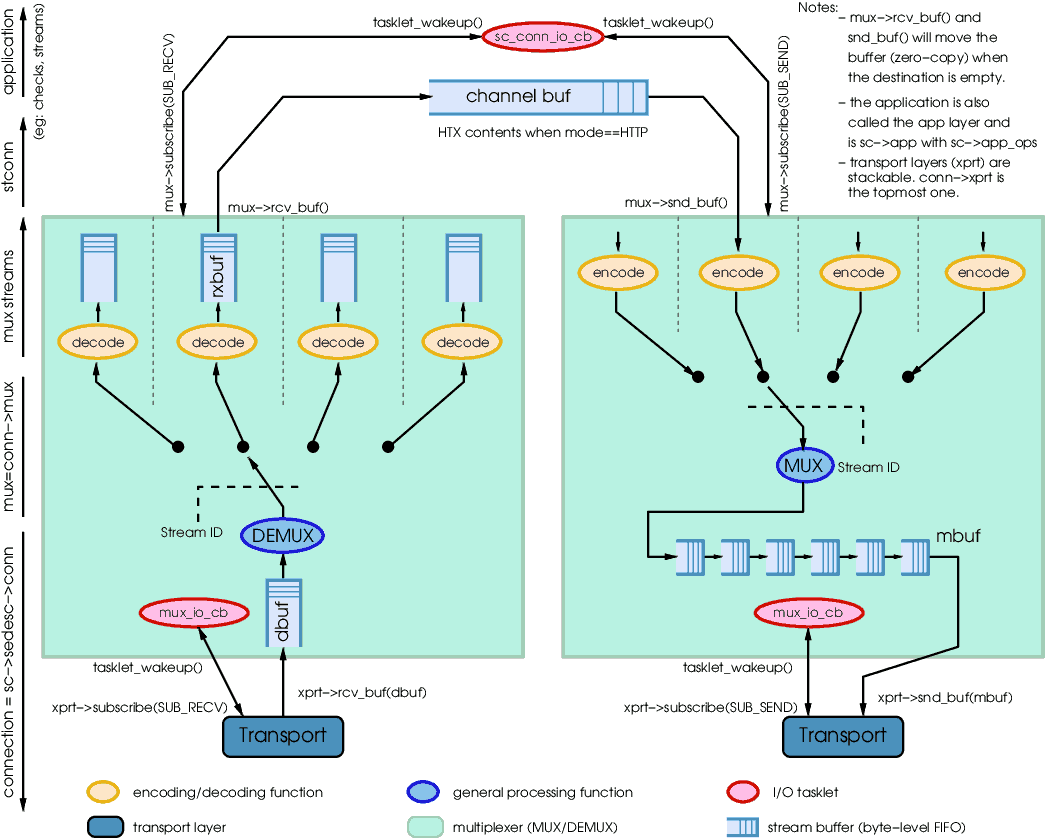 application
(eg: checks, streams)
stconn
mux streams
mux=conn->mux
connection = sc->sedesc->conn
tasklet_wakeup()
sc_conn_io_cb
tasklet_wakeup()
mux->subscribe(SUB_RECV)
mux->subscribe(SUB_SEND)
channel buf
HTX contents when mode==HTTP
Notes:
- mux->rcv_buf() and
snd_buf() will move the
buffer (zero-copy) when
the destination is empty.
- the application is also
called the app layer and
is sc->app with sc->app_ops
- transport layers (xprt) are
stackable. conn->xprt is
the topmost one.
mux->rcv_buf()
mux->snd_buf()
rxbuf
decode
decode
decode
decode
Stream ID
DEMUX
dbuf
mux_io_cb
tasklet_wakeup()
xprt->subscribe(SUB_RECV)
xprt->rcv_buf(dbuf)
Transport
encode
encode
encode
encode
MUX
Stream ID
mbuf
mux_io_cb
tasklet_wakeup()
xprt->subscribe(SUB_SEND)
xprt->snd_buf(mbuf)
Transport
encoding/decoding function
general processing function
I/O tasklet
transport layer
multiplexer (MUX/DEMUX)
stream buffer (byte-level FIFO)